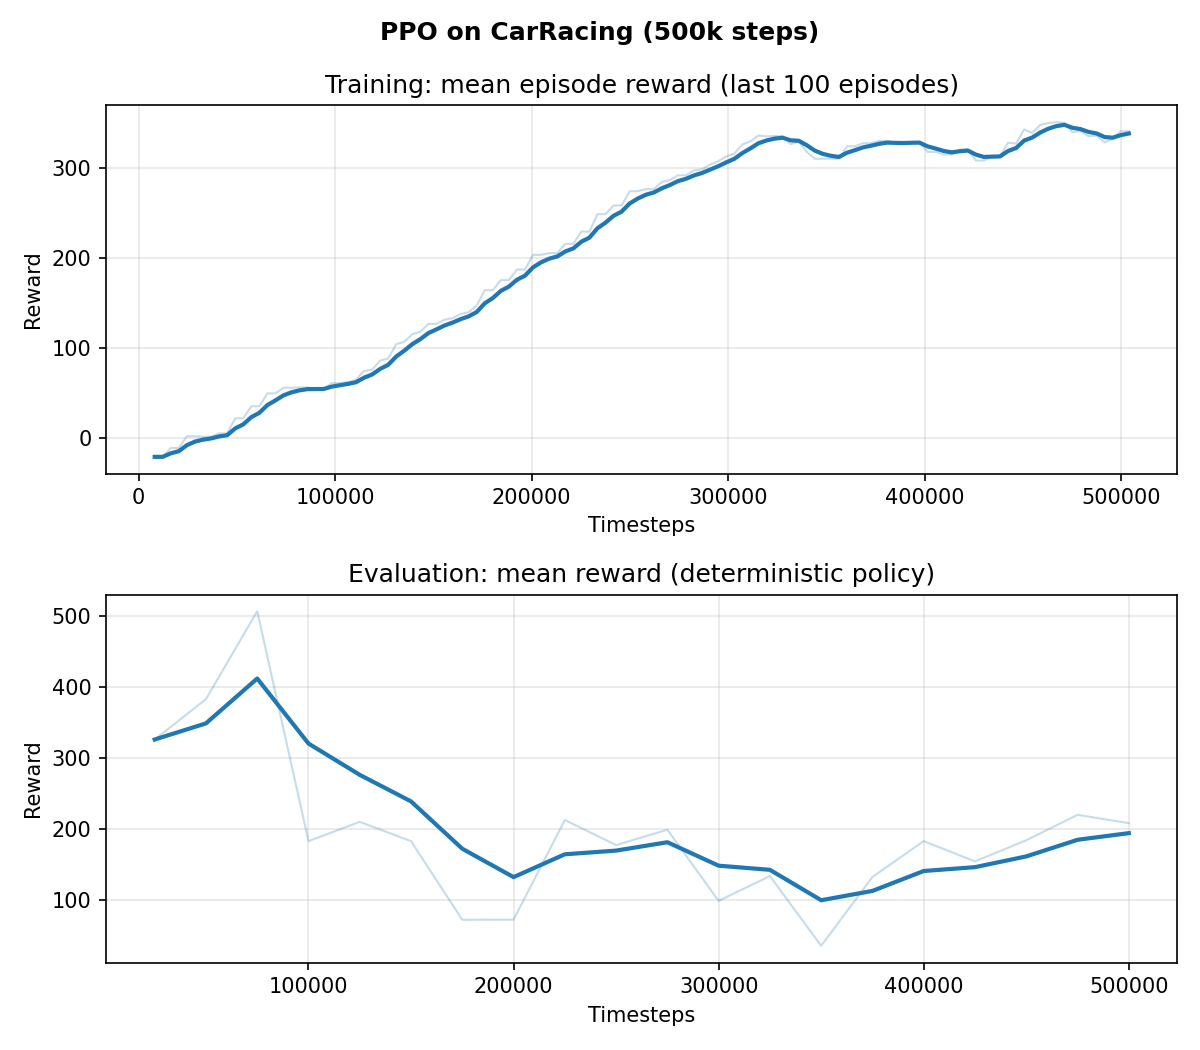 PPO on CarRacing (500k steps)
Training: mean episode reward (last 100 episodes)
Reward
300
200
100
0
0 100000 200000 300000 400000 500000
Timesteps
Evaluation: mean reward (deterministic policy)
Reward
500
400
300
200
100
100000 200000 300000 400000 500000
Timesteps